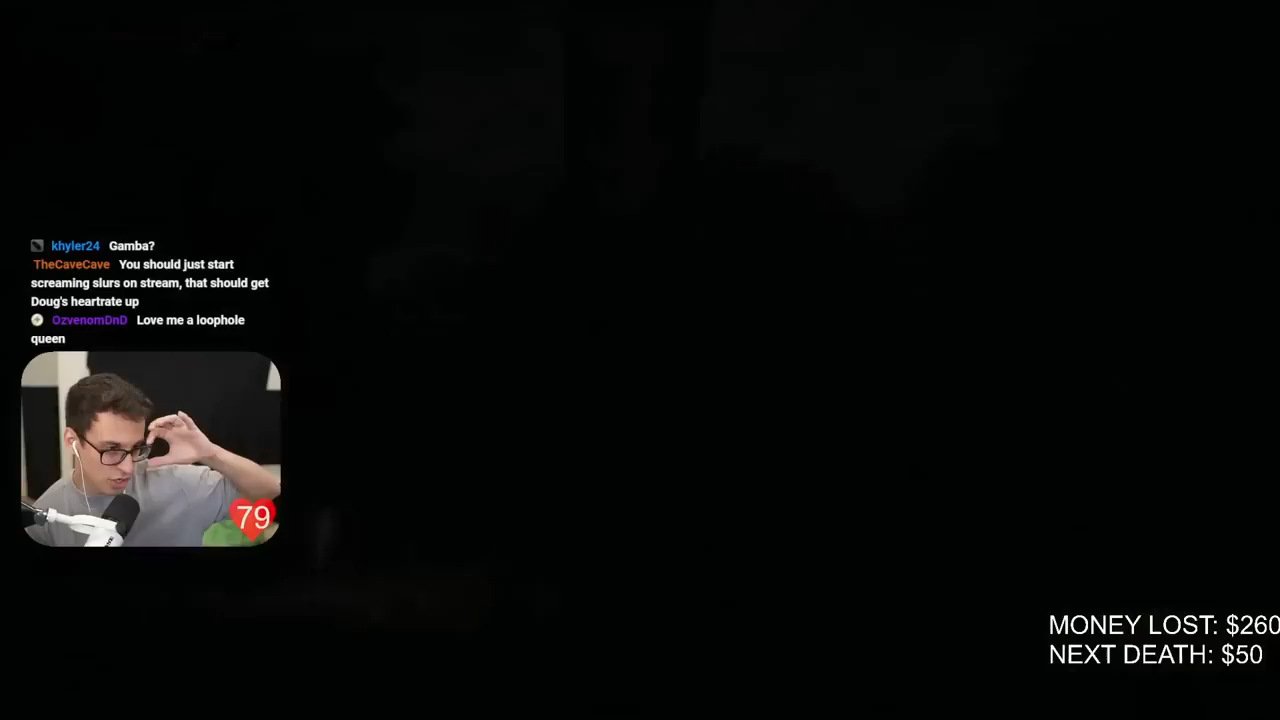 khyler24 Gamba?
TheCaveCave You should just start
screaming slurs on stream, that should get
Doug's heartrate up
OzvenomDnD Love me a loophole
queen
79
MONEY LOST: $260
NEXT DEATH: $50